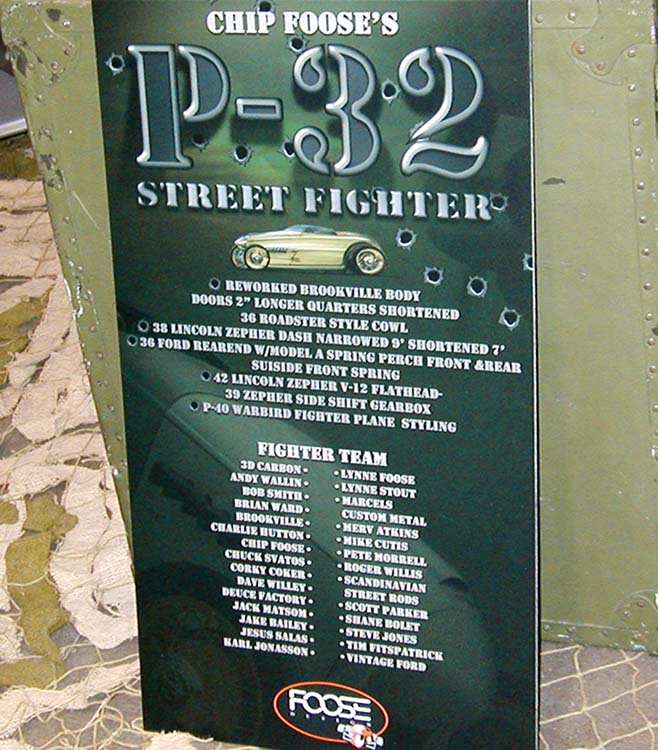 CHIP FOOSE'S
P-32
STREET FIGHTER
REWORKED BROOKVILLE BODY
DOORS 2" LONGER QUARTERS SHORTENED
36 ROADSTER STYLE COWL
38 LINCOLN ZEPHER DASH NARROWED 9' SHORTENED 7'
36 FORD REAREND W/MODEL A SPRING PERCH FRONT &REAR
SUISIDE FRONT SPRING
42 LINCOLN ZEPHER V-12 FLATHEAD-
39 ZEPHER SIDE SHIFT GEARBOX
P-40 WARBIRD FIGHTER PLANE STYLING
FIGHTER TEAM
3D CARBON •
ANDY WALLIN •
BOB SMITH •
BRIAN WARD •
BROOKVILLE •
CHARLIE HUTTON •
CHIP FOOSE •
CHUCK SVATOS •
CORKY COKER •
DAVE WILLEY •
DEUCE FACTORY •
JACK MATSOM •
JAKE BAILEY •
JESUS SALAS •
KARL JONASSON •
• LYNNE FOOSE
• LYNNE STOUT
• MARCELS
CUSTOM METAL
• MERV ATKINS
• MIKE CUTIS
• PETE MORRELL
• ROGER WILLIS
• SCANDINAVIAN
STREET RODS
• SCOTT PARKER
• SHANE BOLET
• STEVE JONES
• TIM FITSPATRICK
• VINTAGE FORD
FOOSE
DESIGN